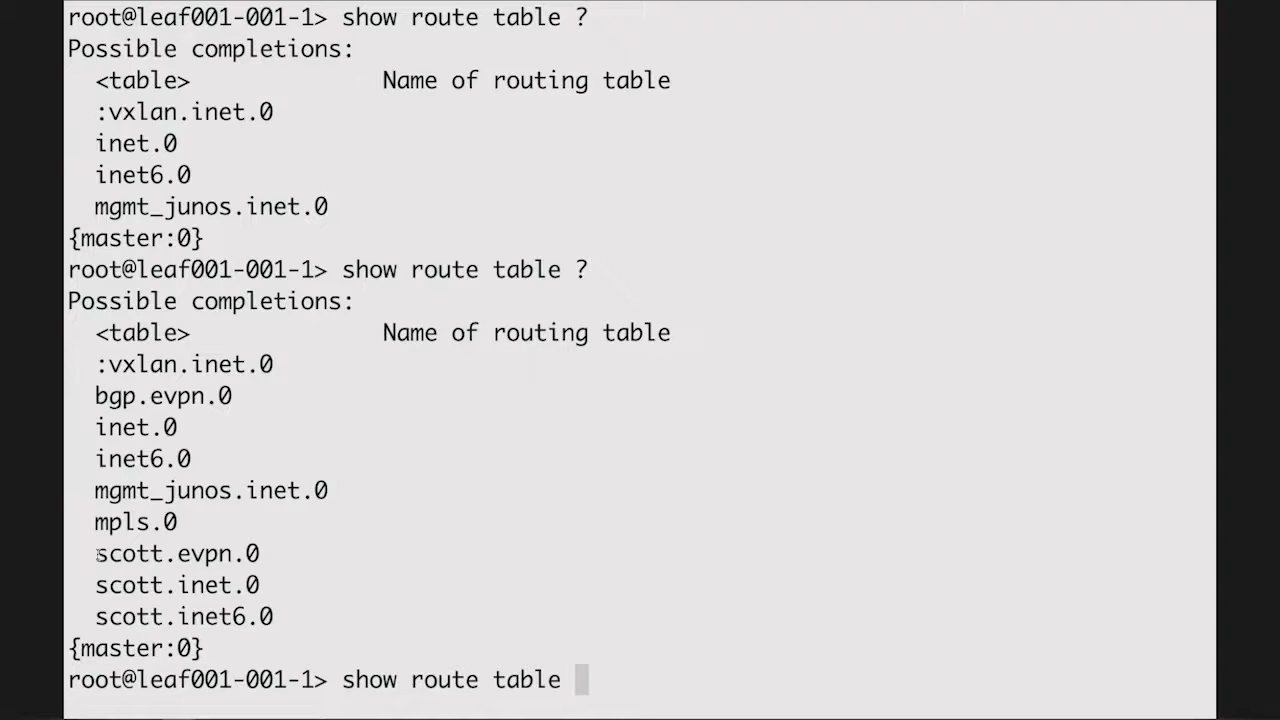 root@leaf001-001-1> show route table ?
Possible completions:
<table> Name of routing table
:vxlan.inet.0
inet.0
inet6.0
mgmt_junos.inet.0
{master:0}
root@leaf001-001-1> show route table ?
Possible completions:
<table> Name of routing table
:vxlan.inet.0
bgp.evpn.0
inet.0
inet6.0
mgmt_junos.inet.0
mpls.0
scott.evpn.0
scott.inet.0
scott.inet6.0
{master:0}
root@leaf001-001-1> show route table